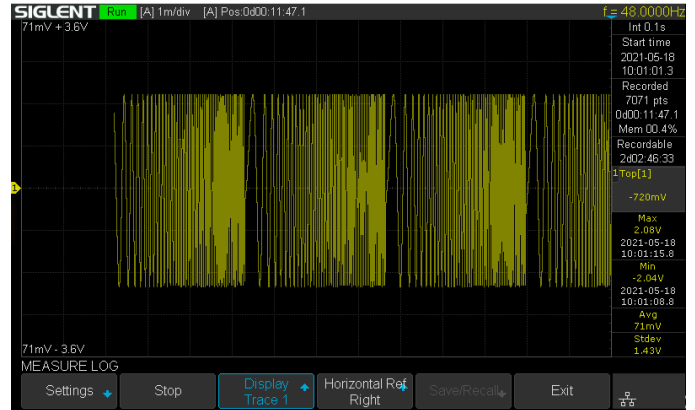 SIGLENT Run [A] 1m/div [A] Pos:0d00:11:47.1 f = 48.0000Hz
71mV + 3.6V
Int 0.1s
Start time
2021-05-18
10:01:01.3
Recorded
7071 pts
0d00:11:47.1
Mem 00.4%
Recordable
2d02:46:33
1Top[1]
-720mV
1
Max
2.08V
2021-05-18
10:01:15.8
Min
-2.04V
2021-05-18
10:01:08.8
Avg
71mV
Stdev
1.43V
71mV - 3.6V
MEASURE LOG
Settings
Stop
Display
Trace 1
Horizontal Ref
Right
Save/Recall
Exit